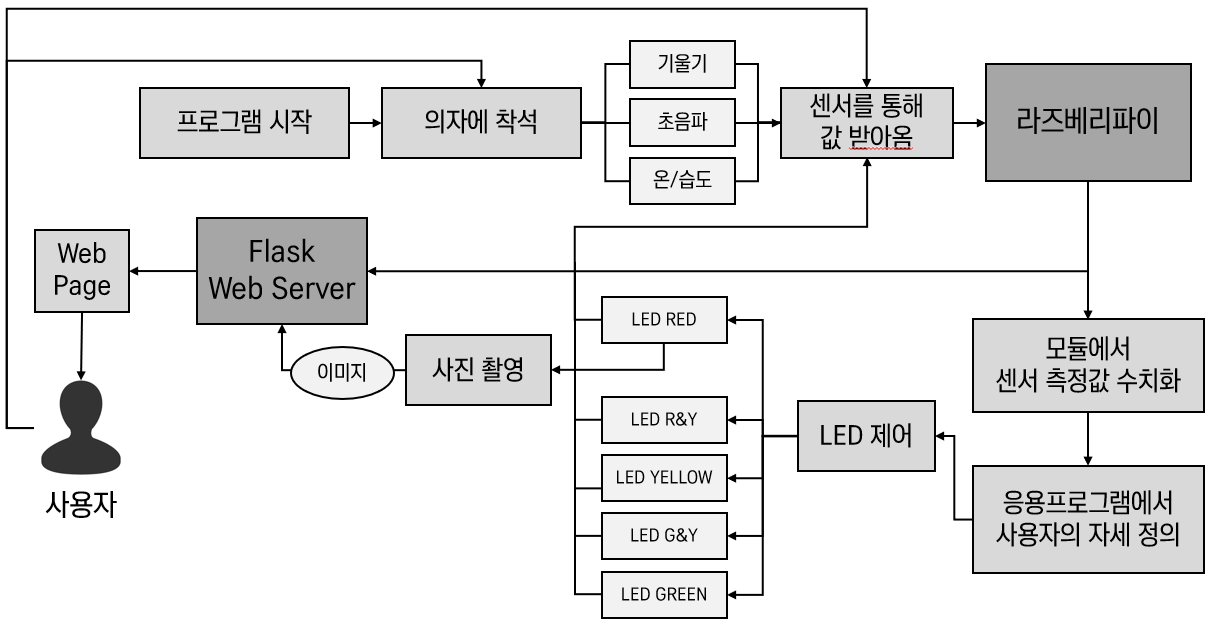 프로그램 시작
의자에 착석
기울기
초음파
온/습도
센서를 통해
값 받아옴
라즈베리파이
Web
Page
Flask
Web Server
이미지
사진 촬영
LED RED
LED R&Y
LED YELLOW
LED G&Y
LED GREEN
LED 제어
모듈에서
센서 측정값 수치화
응용프로그램에서
사용자의 자세 정의
사용자